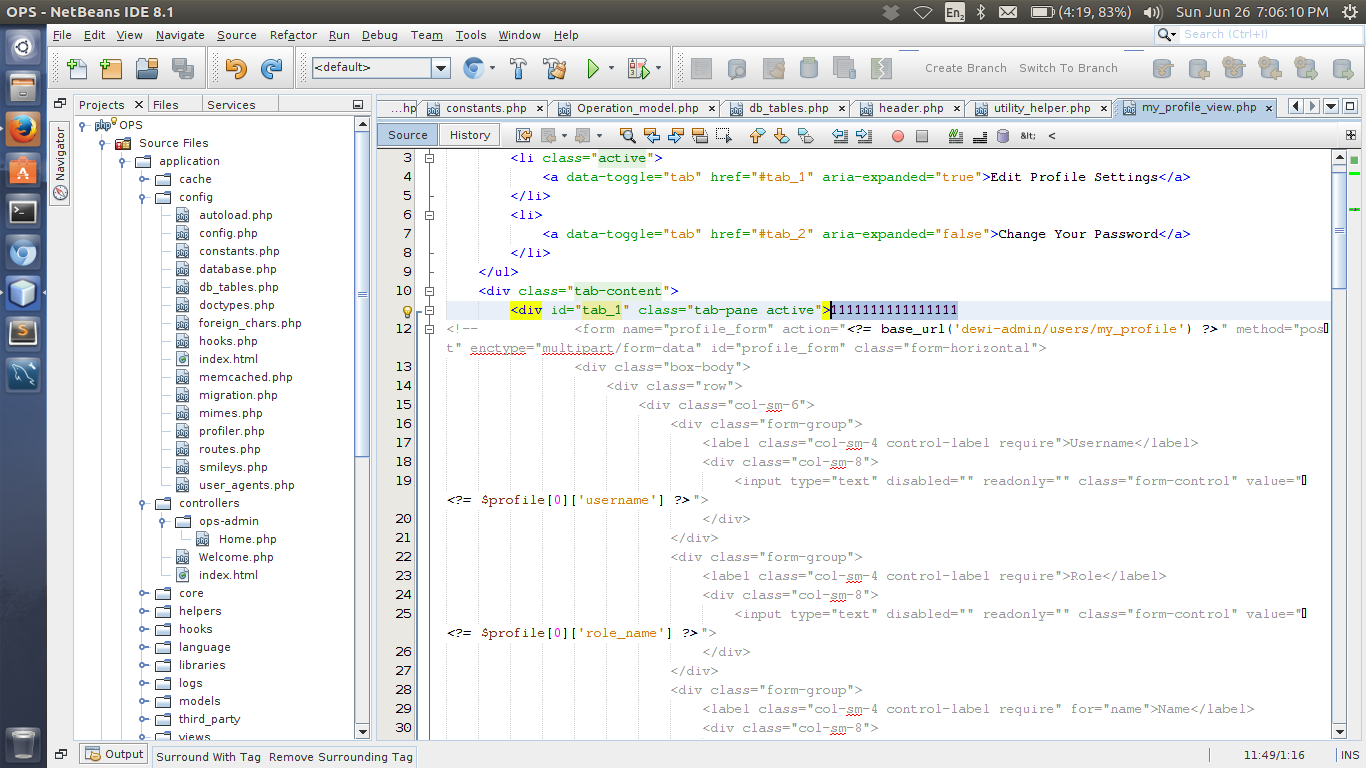 OPS - NetBeans IDE 8.1
En2 (4:19, 83%) Sun Jun 26 7:06:10 PM
File Edit View Navigate Source Refactor Run Debug Team Tools Window Help
Search (Ctrl+I)
<default>
Create Branch Switch To Branch
Projects Files Services
...hp constants.php Operation_model.php db_tables.php header.php utility_helper.php my_profile_view.php
Source History
&lt; <
Navigator
OPS
Source Files
application
cache
config
autoload.php
config.php
constants.php
database.php
db_tables.php
doctypes.php
foreign_chars.php
hooks.php
index.html
memcached.php
migration.php
mimes.php
profiler.php
routes.php
smileys.php
user_agents.php
controllers
ops-admin
Home.php
Welcome.php
index.html
core
helpers
hooks
language
libraries
logs
models
third_party
views
3 <li class="active">
4 <a data-toggle="tab" href="#tab_1" aria-expanded="true">Edit Profile Settings</a>
5 </li>
6 <li>
7 <a data-toggle="tab" href="#tab_2" aria-expanded="false">Change Your Password</a>
8 </li>
9 </ul>
10 <div class="tab-content">
<div id="tab_1" class="tab-pane active">1111111111111111
12 <!-- <form name="profile_form" action="<?= base_url('dewi-admin/users/my_profile') ?>" method="pos
t" enctype="multipart/form-data" id="profile_form" class="form-horizontal">
13 <div class="box-body">
14 <div class="row">
15 <div class="col-sm-6">
16 <div class="form-group">
17 <label class="col-sm-4 control-label require">Username</label>
18 <div class="col-sm-8">
19 <input type="text" disabled="" readonly="" class="form-control" value="
<?= $profile[0]['username'] ?>">
20 </div>
21 </div>
22 <div class="form-group">
23 <label class="col-sm-4 control-label require">Role</label>
24 <div class="col-sm-8">
25 <input type="text" disabled="" readonly="" class="form-control" value="
<?= $profile[0]['role_name'] ?>">
26 </div>
27 </div>
28 <div class="form-group">
29 <label class="col-sm-4 control-label require" for="name">Name</label>
30 <div class="col-sm-8">
Output
Surround With Tag Remove Surrounding Tag
11:49/1:16 INS